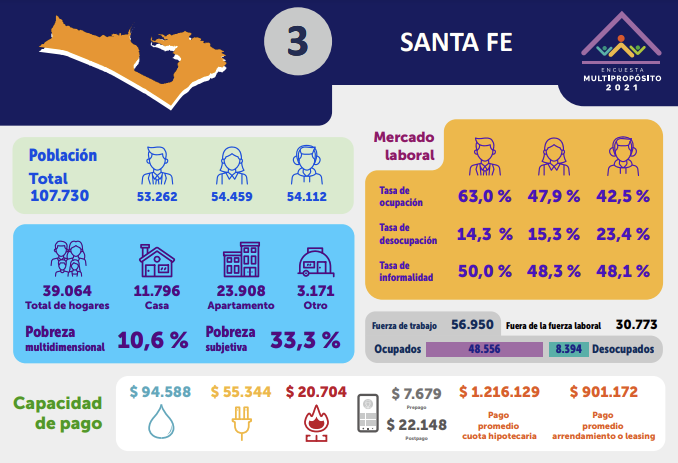 3
SANTA FE
ENCUESTA
MULTIPROPÓSITO
2021
Población
Total
107.730
53.262
54.459
54.112
Mercado
laboral
Tasa de
ocupación
63,0 %
47,9 %
42,5 %
Tasa de
desocupación
14,3 %
15,3 %
23,4 %
Tasa de
informalidad
50,0 %
48,3 %
48,1 %
39.064
Total de hogares
11.796
Casa
23.908
Apartamento
3.171
Otro
Pobreza
multidimensional
10,6 %
Pobreza
subjetiva
33,3 %
Fuerza de trabajo 56.950
Fuera de la fuerza laboral 30.773
Ocupados 48.556 8.394 Desocupados
Capacidad
de pago
$ 94.588
$ 55.344
$ 20.704
$ 7.679
Prepago
$ 22.148
Postpago
$ 1.216.129
Pago
promedio
cuota hipotecaria
$ 901.172
Pago
promedio
arrendamiento o leasing